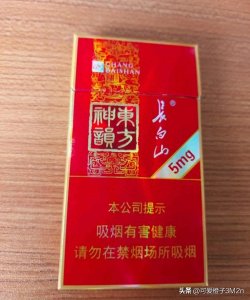 CHANG
BAISHAN
長白山
東方
神韻
5mg
本公司提示
吸烟有害健康
请勿在禁烟场所吸烟
头条 @可爱橙子3M2n